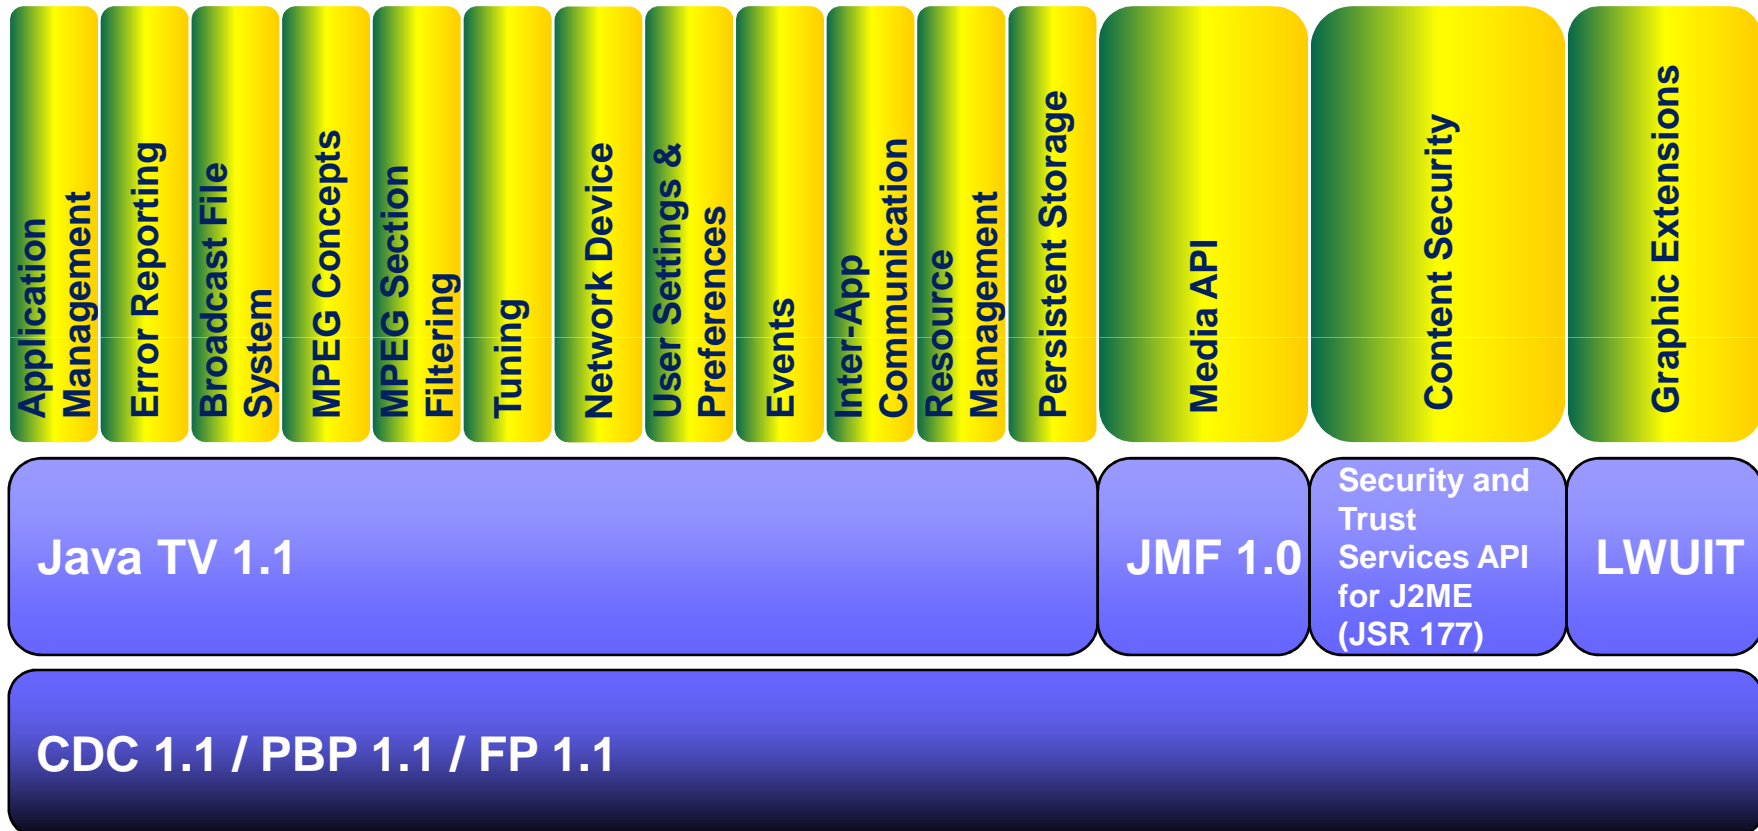 Application
Management
Error Reporting
Broadcast File
System
MPEG Concepts
MPEG Section
Filtering
Tuning
Network Device
User Settings &
Preferences
Events
Inter-App
Communication
Resource
Management
Persistent Storage
Media API
Content Security
Graphic Extensions
Java TV 1.1
JMF 1.0
Security and
Trust
Services API
for J2ME
(JSR 177)
LWUIT
CDC 1.1 / PBP 1.1 / FP 1.1